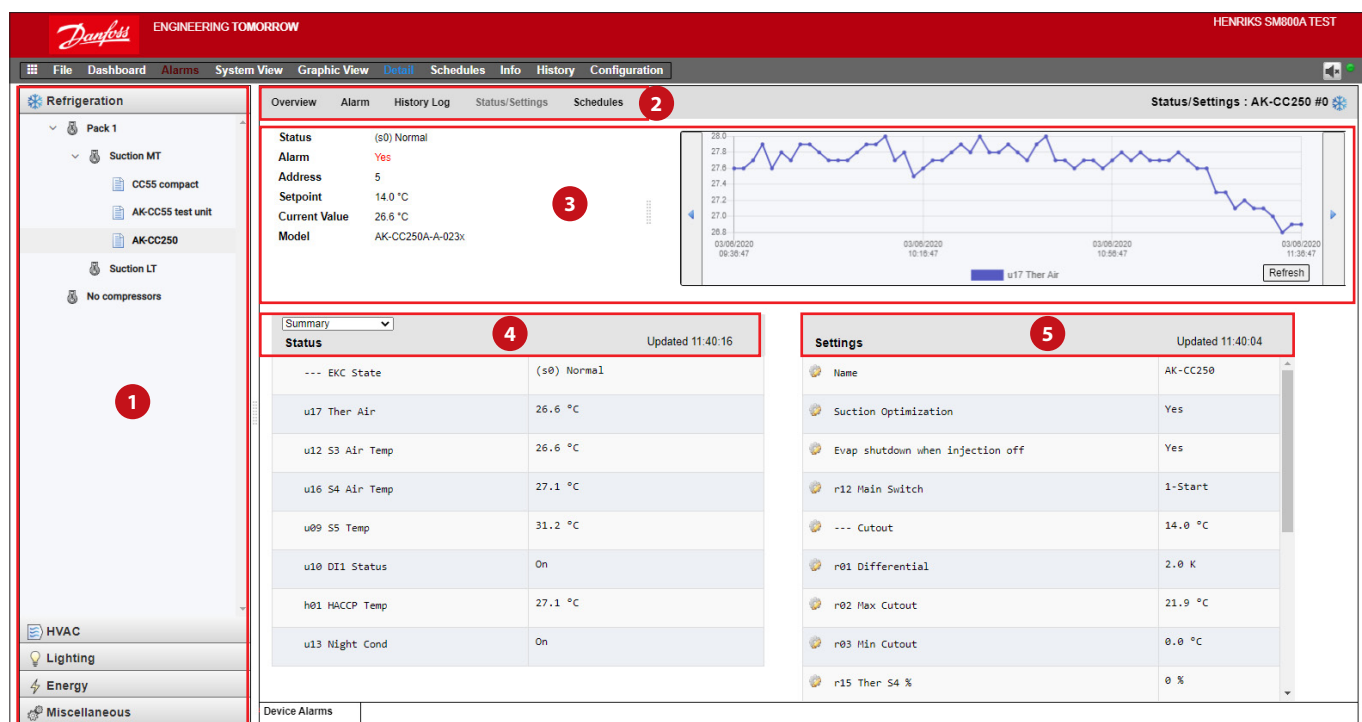 Danfoss
ENGINEERING TOMORROW
HENRIKS SM800A TEST
File Dashboard Alarms System View Graphic View Detail Schedules Info History Configuration
Refrigeration
Pack 1
Suction MT
CC55 compact
AK-CC55 test unit
AK-CC250
Suction LT
No compressors
1
HVAC
Lighting
Energy
Miscellaneous
Overview Alarm History Log Status/Settings Schedules
2
Status/Settings : AK-CC250 #0
Status (s0) Normal
Alarm Yes
Address 5
Setpoint 14.0 °C
Current Value 26.6 °C
Model AK-CC250A-A-023x
3
28.0
27.8
27.6
27.4
27.2
27.0
26.8
03/06/2020 03/06/2020 03/06/2020 03/06/2020
09:36:47 10:16:47 10:56:47 11:36:47
u17 Ther Air
Refresh
Summary
Status
4
Updated 11:40:16
--- EKC State (s0) Normal
u17 Ther Air 26.6 °C
u12 S3 Air Temp 26.6 °C
u16 S4 Air Temp 27.1 °C
u09 S5 Temp 31.2 °C
u10 DI1 Status On
h01 HACCP Temp 27.1 °C
u13 Night Cond On
Settings
5
Updated 11:40:04
Name AK-CC250
Suction Optimization Yes
Evap shutdown when injection off Yes
r12 Main Switch 1-Start
--- Cutout 14.0 °C
r01 Differential 2.0 K
r02 Max Cutout 21.9 °C
r03 Min Cutout 0.0 °C
r15 Ther S4 % 0 %
Device Alarms